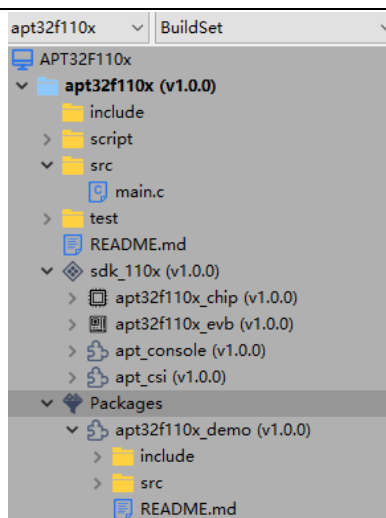 apt32f110x BuildSet
APT32F110x
apt32f110x (v1.0.0)
include
script
src
main.c
test
README.md
sdk_110x (v1.0.0)
apt32f110x_chip (v1.0.0)
apt32f110x_evb (v1.0.0)
apt_console (v1.0.0)
apt_csi (v1.0.0)
Packages
apt32f110x_demo (v1.0.0)
include
src
README.md